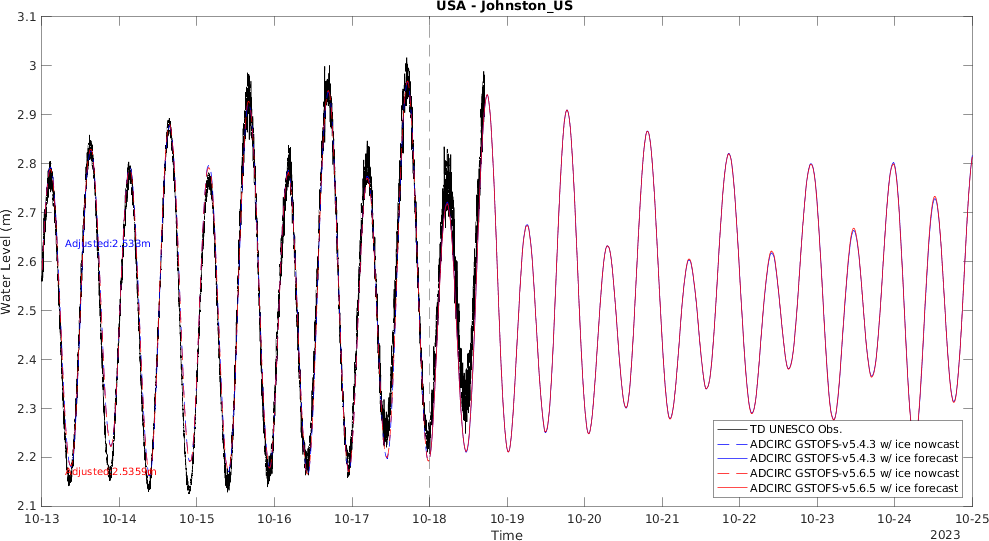 USA - Johnston_US
3.1
3
2.9
2.8
2.7
2.6
2.5
2.4
2.3
2.2
2.1
Water Level (m)
Adjusted:2.533m
Adjusted:2.5359m
TD UNESCO Obs.
ADCIRC GSTOFS-v5.4.3 w/ ice nowcast
ADCIRC GSTOFS-v5.4.3 w/ ice forecast
ADCIRC GSTOFS-v5.6.5 w/ ice nowcast
ADCIRC GSTOFS-v5.6.5 w/ ice forecast
10-13 10-14 10-15 10-16 10-17 10-18 10-19 10-20 10-21 10-22 10-23 10-24 10-25
Time
2023